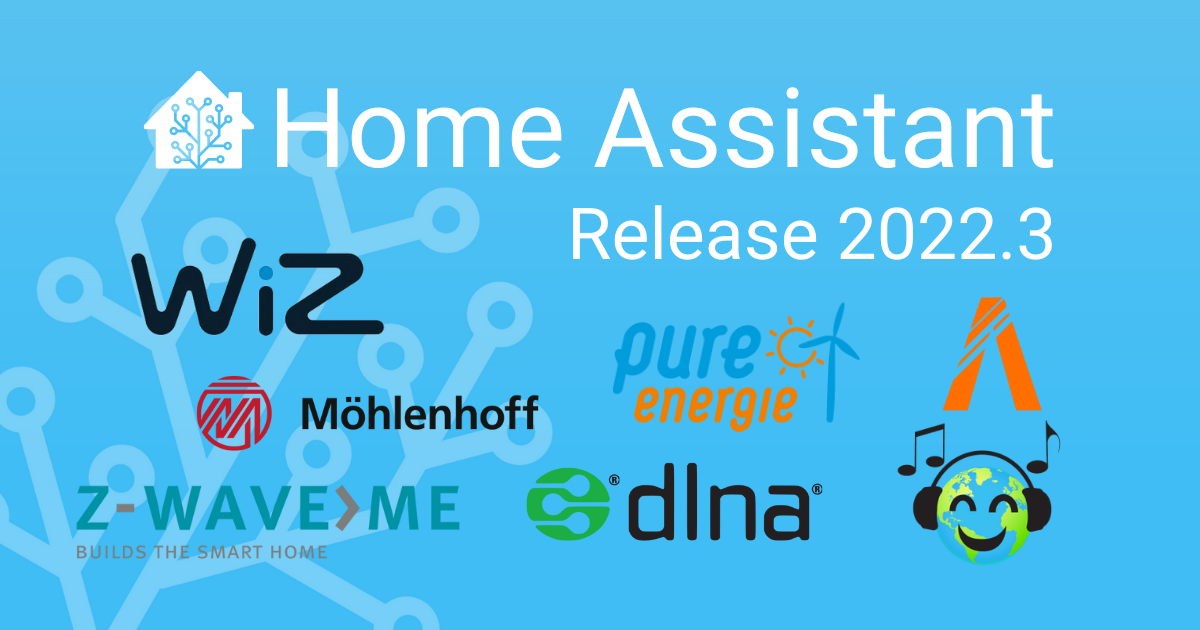 Home Assistant
Release 2022.3
WiZ
pure
energie
Möhlenhoff
Z-WAVE>ME
BUILDS THE SMART HOME
® dlna ®